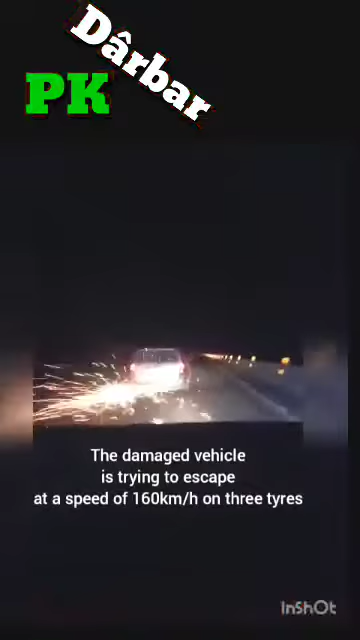 Dârbar
PK
The damaged vehicle
is trying to escape
at a speed of 160km/h on three tyres
InShOt